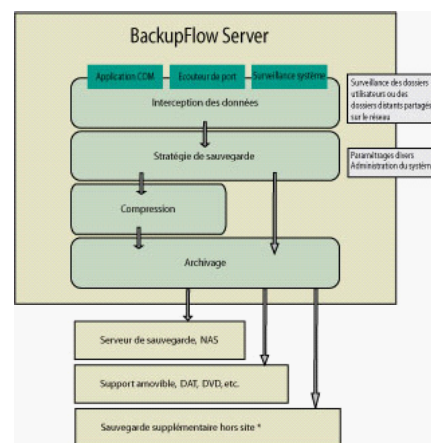 BackupFlow Server
Application COM
Ecouteur de port
Surveillance système
Interception des données
Surveillance des dossiers
utilisateurs ou des
dossiers distants partagés
sur le réseau
Stratégie de sauvegarde
Paramétrages divers
Administration du système
Compression
Archivage
Serveur de sauvegarde, NAS
Support amovible, DAT, DVD, etc.
Sauvegarde supplémentaire hors site *